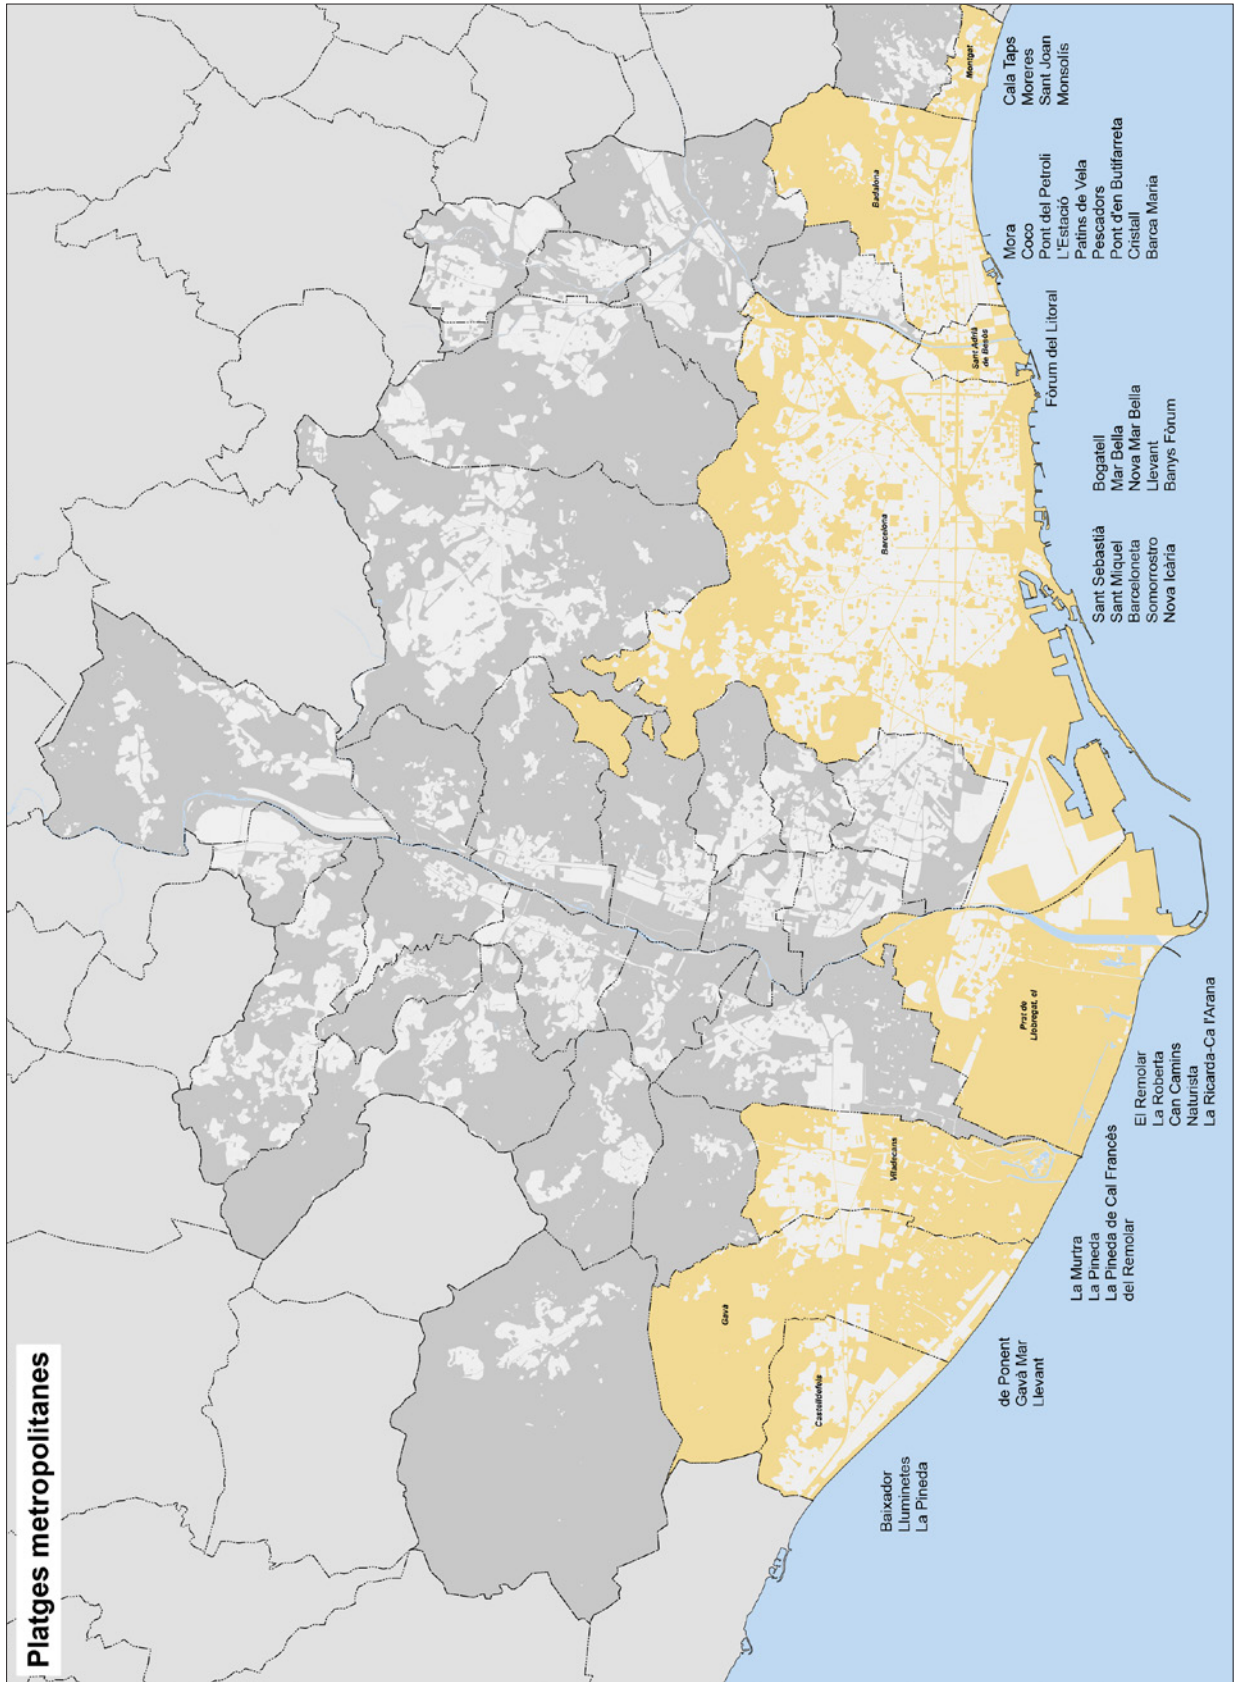 Platges metropolitanes
Castelldefels
Gavà
Viladecans
Prat de
Llobregat, el
Barcelona
Sant Adrià
de Besòs
Badalona
Montgat
Baixador
Lluminetes
La Pineda
de Ponent
Gavà Mar
Llevant
La Murtra
La Pineda
La Pineda de Cal Francès
del Remolar
El Remolar
La Roberta
Can Camins
Naturista
La Ricarda-Ca l'Arana
Sant Sebastià
Sant Miquel
Barceloneta
Somorrostro
Nova Icària
Bogatell
Mar Bella
Nova Mar Bella
Llevant
Banys Fòrum
Fòrum del Litoral
Mora
Coco
Pont del Petroli
L'Estació
Patins de Vela
Pescadors
Pont d'en Butifarreta
Cristall
Barca Maria
Cala Taps
Moreres
Sant Joan
Monsolís